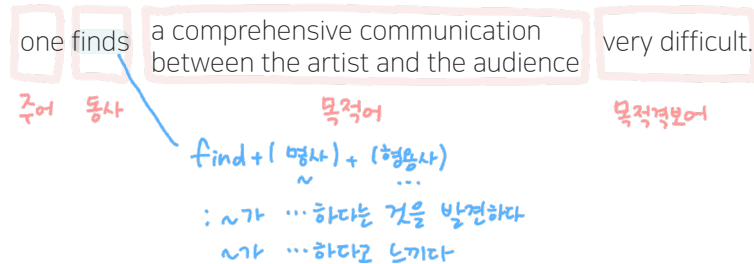 one finds a comprehensive communication between the artist and the audience very difficult.
주어 동사 목적어 목적격보어
find+( 명사) + (형용사)
~ …
: ~가 …하다는 것을 발견하다
~가 …하다고 느끼다